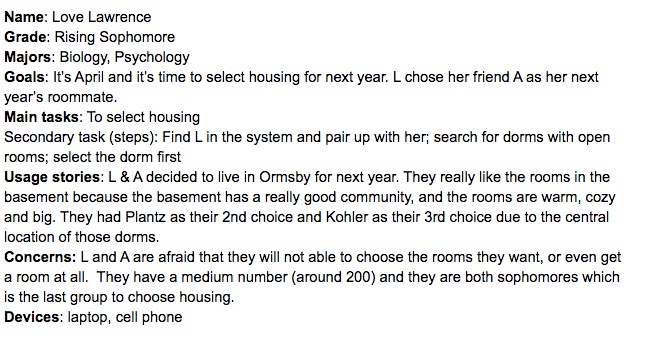 Name: Love Lawrence
Grade: Rising Sophomore
Majors: Biology, Psychology
Goals: It's April and it's time to select housing for next year. L chose her friend A as her next
year's roommate.
Main tasks: To select housing
Secondary task (steps): Find L in the system and pair up with her; search for dorms with open
rooms; select the dorm first
Usage stories: L & A decided to live in Ormsby for next year. They really like the rooms in the
basement because the basement has a really good community, and the rooms are warm, cozy
and big. They had Plantz as their 2nd choice and Kohler as their 3rd choice due to the central
location of those dorms.
Concerns: L and A are afraid that they will not able to choose the rooms they want, or even get
a room at all.  They have a medium number (around 200) and they are both sophomores which
is the last group to choose housing.
Devices: laptop, cell phone